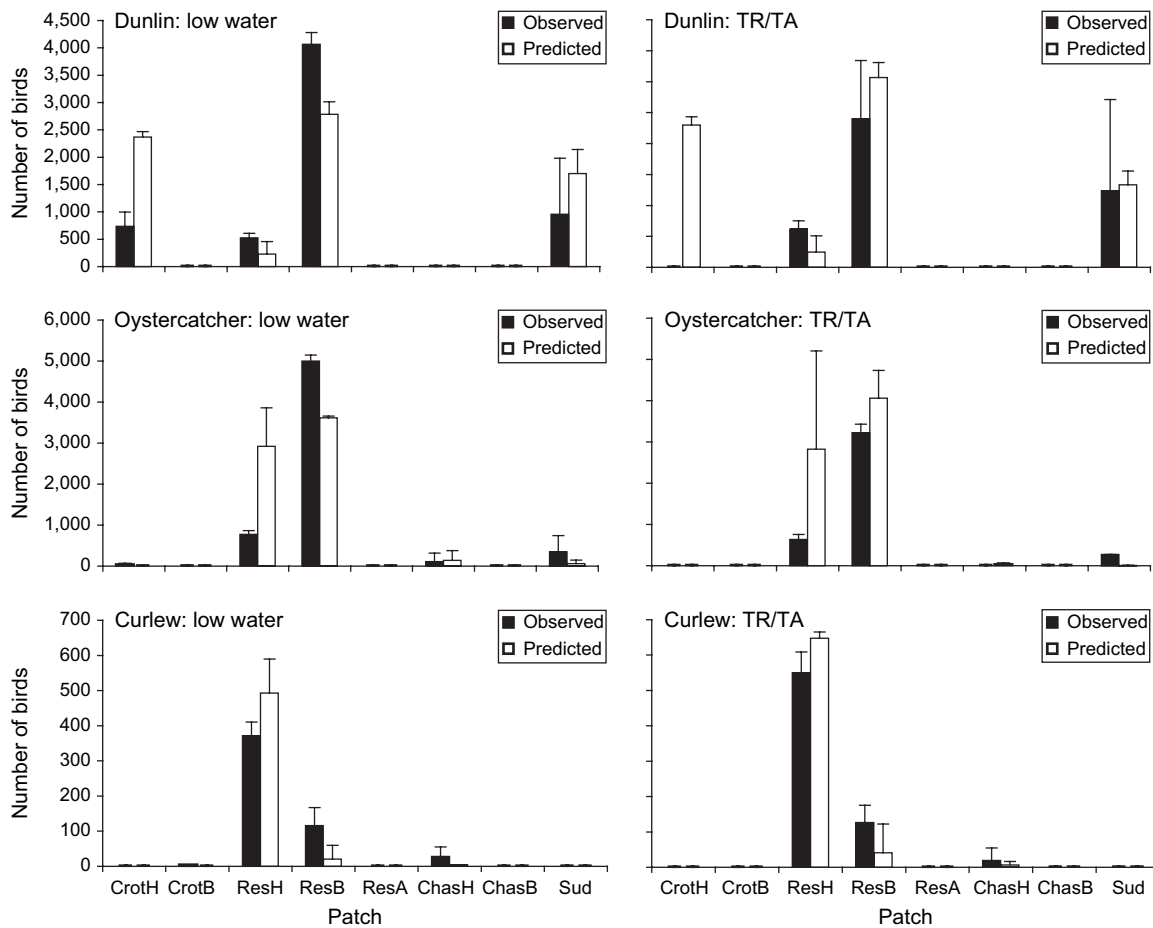 Dunlin: low water
Observed
Predicted
Number of birds
4,500
4,000
3,500
3,000
2,500
2,000
1,500
1,000
500
0
Dunlin: TR/TA
Observed
Predicted
Oystercatcher: low water
Observed
Predicted
Number of birds
6,000
5,000
4,000
3,000
2,000
1,000
0
Oystercatcher: TR/TA
Observed
Predicted
Curlew: low water
Observed
Predicted
Number of birds
700
600
500
400
300
200
100
0
CrotH CrotB ResH ResB ResA ChasH ChasB Sud
Patch
Curlew: TR/TA
Observed
Predicted
CrotH CrotB ResH ResB ResA ChasH ChasB Sud
Patch